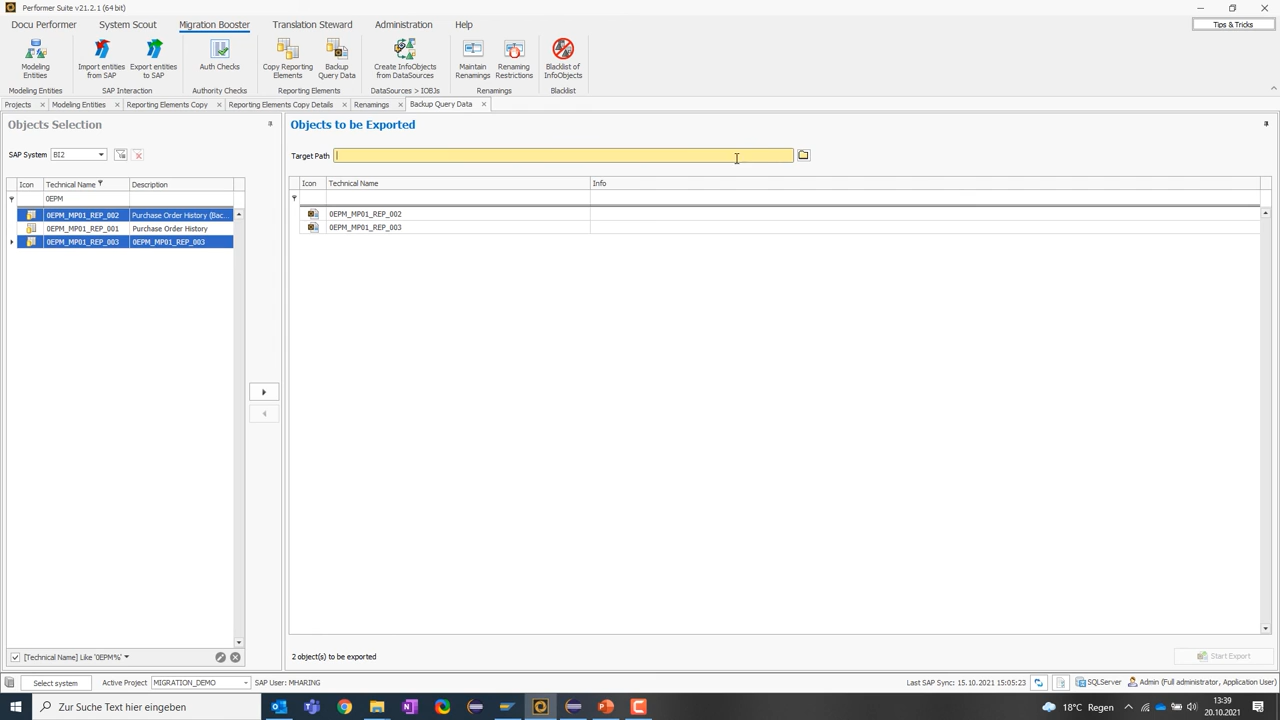 Performer Suite v21.2.1 (64 bit)
Docu Performer System Scout Migration Booster Translation Steward Administration Help Tips & Tricks
Modeling Entities
Import entities from SAP
Export entities to SAP
Auth Checks
Copy Reporting Elements
Backup Query Data
Create InfoObjects from DataSources
Maintain Renamings
Renaming Restrictions
Blacklist of InfoObjects
Modeling Entities SAP Interaction Authority Checks Reporting Elements DataSources > IOBJs Renamings Blacklist
Projects Modeling Entities Reporting Elements Copy Reporting Elements Copy Details Renamings Backup Query Data
Objects Selection
SAP System BI2
Icon Technical Name Description
0EPM
0EPM_MP01_REP_002 Purchase Order History (Bac...
0EPM_MP01_REP_001 Purchase Order History
0EPM_MP01_REP_003 0EPM_MP01_REP_003
[Technical Name] Like '0EPM%'
Objects to be Exported
Target Path
Icon Technical Name Info
0EPM_MP01_REP_002
0EPM_MP01_REP_003
2 object(s) to be exported Start Export
Select system Active Project MIGRATION_DEMO SAP User: MHARING Last SAP Sync: 15.10.2021 15:05:23 SQLServer Admin (Full administrator, Application User)
Zur Suche Text hier eingeben 18°C Regen 13:39
20.10.2021